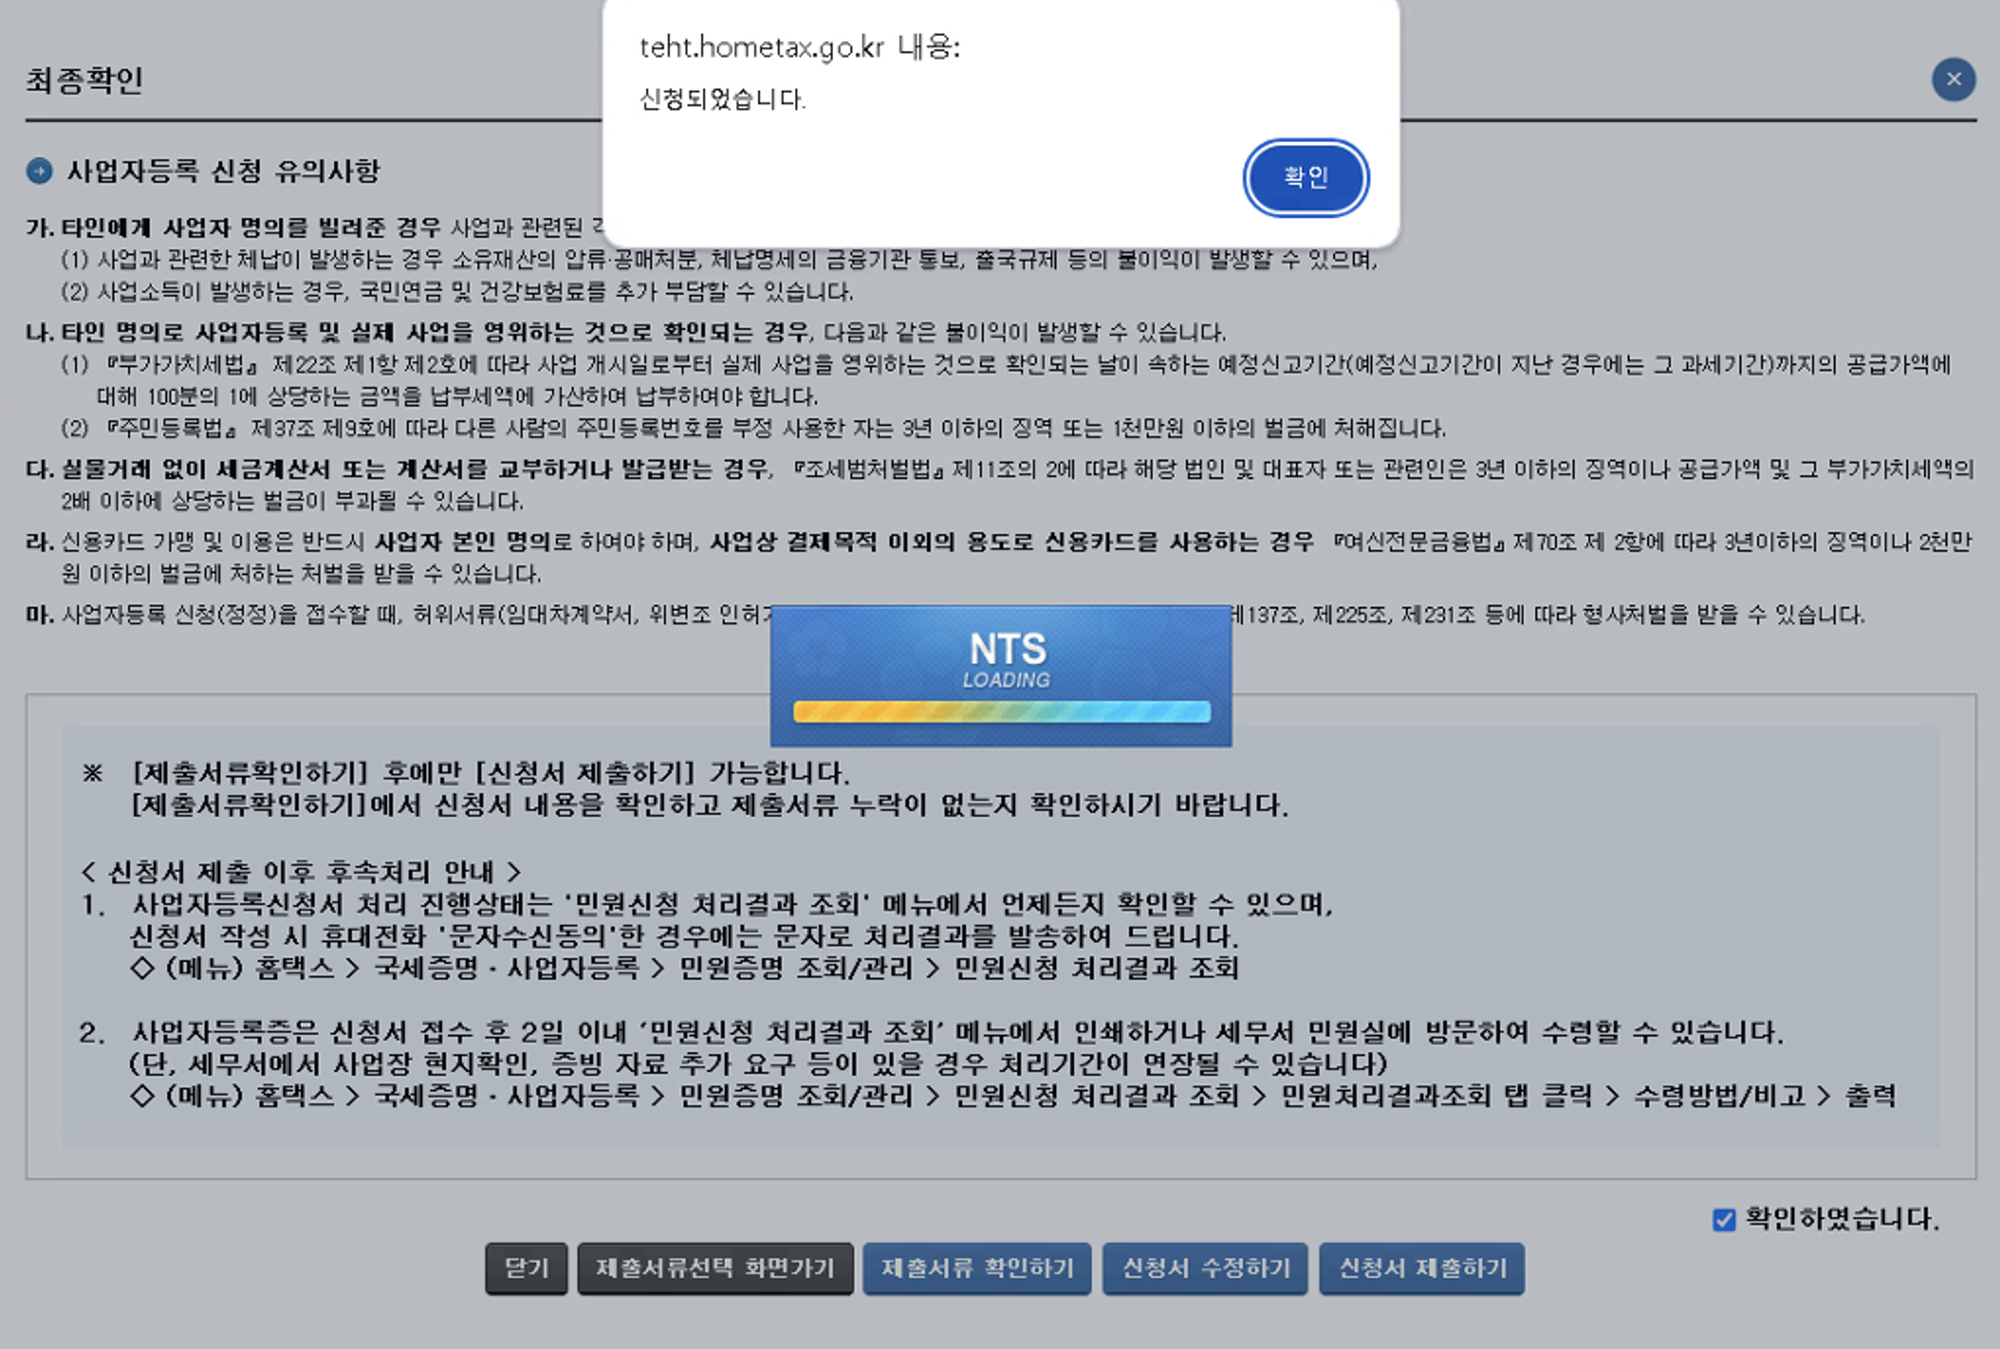 teht.hometax.go.kr 내용:
신청되었습니다.
확인
최종확인
사업자등록 신청 유의사항
가. 타인에게 사업자 명의를 빌려준 경우 사업과 관련된
(1) 사업과 관련한 체납이 발생하는 경우 소유재산의 압류·공매처분, 체납명세의 금융기관 통보, 출국규제 등의 불이익이 발생할 수 있으며,
(2) 사업소득이 발생하는 경우, 국민연금 및 건강보험료를 추가 부담할 수 있습니다.
나. 타인 명의로 사업자등록 및 실제 사업을 영위하는 것으로 확인되는 경우, 다음과 같은 불이익이 발생할 수 있습니다.
(1) 『부가가치세법』 제22조 제1항 제2호에 따라 사업 개시일로부터 실제 사업을 영위하는 것으로 확인되는 날이 속하는 예정신고기간(예정신고기간이 지난 경우에는 그 과세기간)까지의 공급가액에
대해 100분의 1에 상당하는 금액을 납부세액에 가산하여 납부하여야 합니다.
(2) 『주민등록법』 제37조 제9호에 따라 다른 사람의 주민등록번호를 부정 사용한 자는 3년 이하의 징역 또는 1천만원 이하의 벌금에 처해집니다.
다. 실물거래 없이 세금계산서 또는 계산서를 교부하거나 발급받는 경우, 『조세범처벌법』 제11조의 2에 따라 해당 법인 및 대표자 또는 관련인은 3년 이하의 징역이나 공급가액 및 그 부가가치세액의
2배 이하에 상당하는 벌금이 부과될 수 있습니다.
라. 신용카드 가맹 및 이용은 반드시 사업자 본인 명의로 하여야 하며, 사업상 결제목적 이외의 용도로 신용카드를 사용하는 경우 『여신전문금융법』 제70조 제 2항에 따라 3년이하의 징역이나 2천만
원 이하의 벌금에 처하는 처벌을 받을 수 있습니다.
마. 사업자등록 신청(정정)을 접수할 때, 허위서류(임대차계약서, 위변조 인허 제137조, 제225조, 제231조 등에 따라 형사처벌을 받을 수 있습니다.
NTS
LOADING
※ [제출서류확인하기] 후에만 [신청서 제출하기] 가능합니다.
[제출서류확인하기]에서 신청서 내용을 확인하고 제출서류 누락이 없는지 확인하시기 바랍니다.
< 신청서 제출 이후 후속처리 안내 >
1. 사업자등록신청서 처리 진행상태는 '민원신청 처리결과 조회' 메뉴에서 언제든지 확인할 수 있으며,
신청서 작성 시 휴대전화 '문자수신동의'한 경우에는 문자로 처리결과를 발송하여 드립니다.
◇ (메뉴) 홈택스 > 국세증명·사업자등록 > 민원증명 조회/관리 > 민원신청 처리결과 조회
2. 사업자등록증은 신청서 접수 후 2일 이내 '민원신청 처리결과 조회' 메뉴에서 인쇄하거나 세무서 민원실에 방문하여 수령할 수 있습니다.
(단, 세무서에서 사업장 현지확인, 증빙 자료 추가 요구 등이 있을 경우 처리기간이 연장될 수 있습니다)
◇ (메뉴) 홈택스 > 국세증명·사업자등록 > 민원증명 조회/관리 > 민원신청 처리결과 조회 > 민원처리결과조회 탭 클릭 > 수령방법/비고 > 출력
확인하였습니다.
닫기 제출서류선택 화면가기 제출서류 확인하기 신청서 수정하기 신청서 제출하기